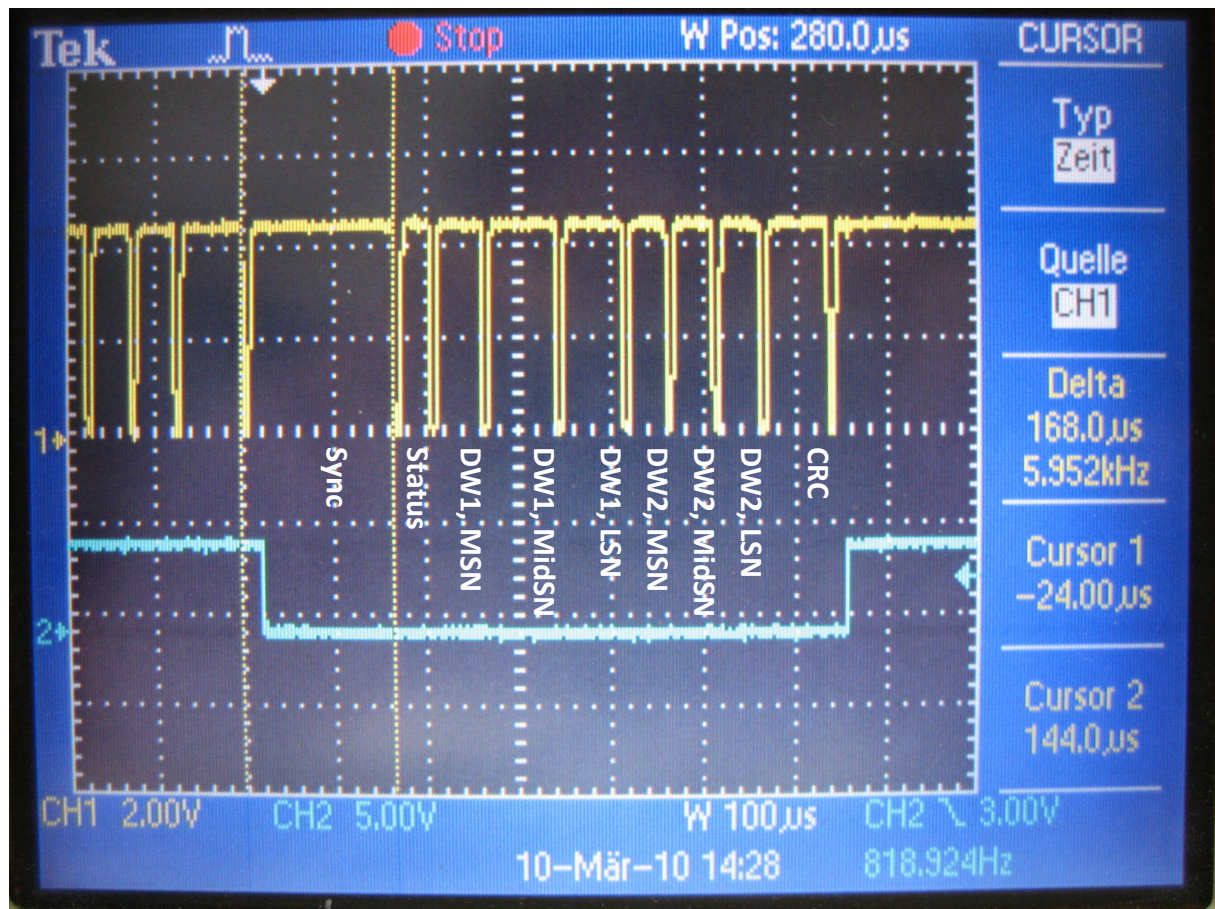 Tek Stop W Pos: 280.0µs CURSOR
Typ
Zeit
Quelle
CH1
Delta
168.0µs
5.952kHz
Cursor 1
-24.00µs
Cursor 2
144.0µs
1
2
Sync
Status
DW1, MSN
DW1, MidSN
DW1, LSN
DW2, MSN
DW2, MidSN
DW2, LSN
CRC
CH1 2.00V CH2 5.00V W 100µs CH2 3.00V
10-Mär-10 14:28 818.924Hz